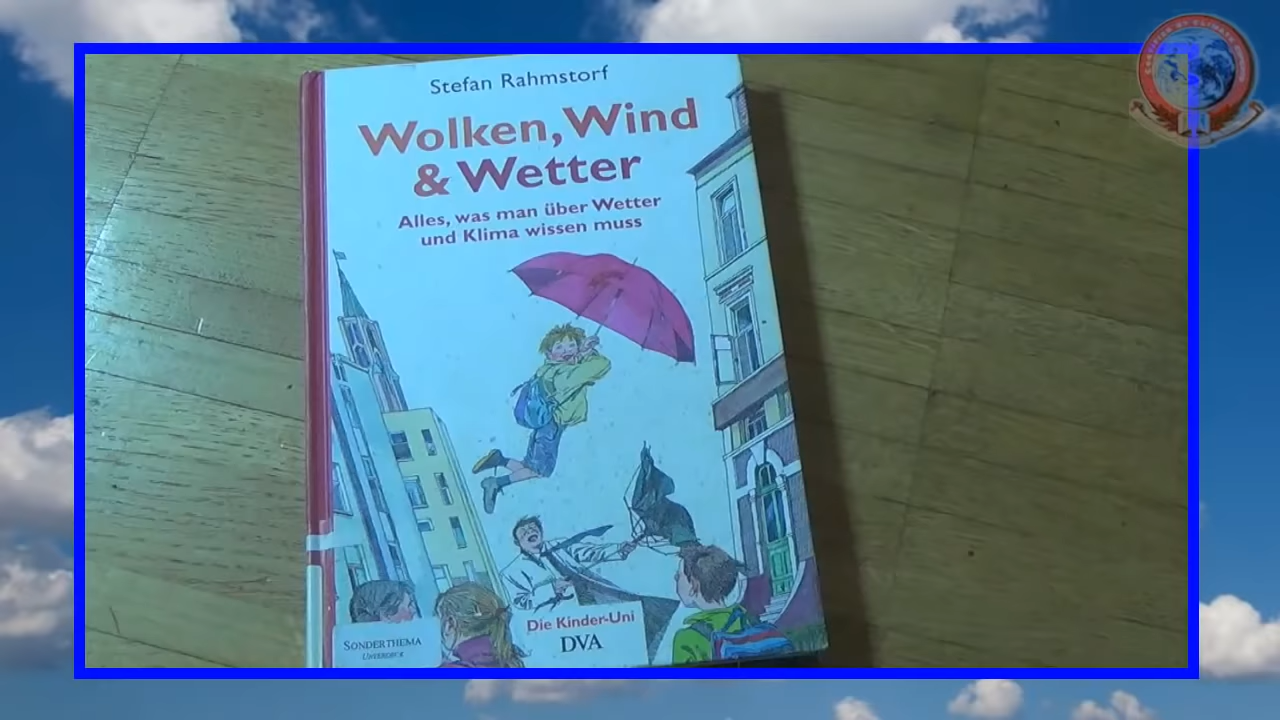 Stefan Rahmstorf
Wolken, Wind
& Wetter
Alles, was man über Wetter
und Klima wissen muss
Die Kinder-Uni
DVA
SONDERTHEMA